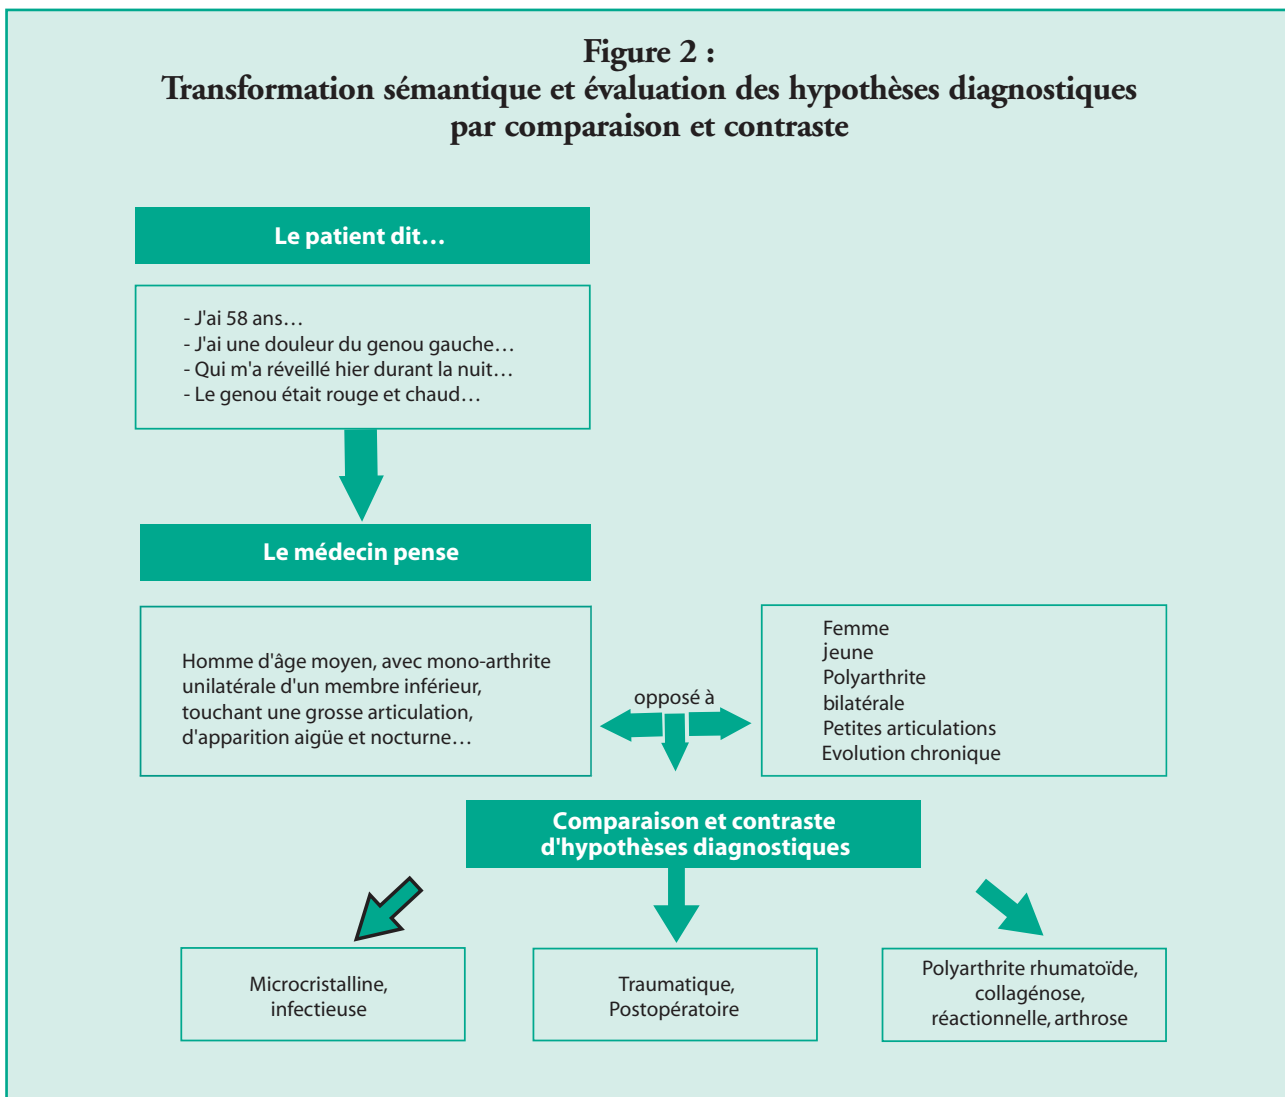 Figure 2 :
Transformation sémantique et évaluation des hypothèses diagnostiques
par comparaison et contraste
Le patient dit…
- J'ai 58 ans…
- J'ai une douleur du genou gauche…
- Qui m'a réveillé hier durant la nuit…
- Le genou était rouge et chaud…
Le médecin pense
Homme d'âge moyen, avec mono-arthrite
unilatérale d'un membre inférieur,
touchant une grosse articulation,
d'apparition aigüe et nocturne…
opposé à
Femme
Jeune
Polyarthrite
bilatérale
Petites articulations
Evolution chronique
Comparaison et contraste
d'hypothèses diagnostiques
Microcristalline,
infectieuse
Traumatique,
Postopératoire
Polyarthrite rhumatoïde,
collagénose,
réactionnelle, arthrose